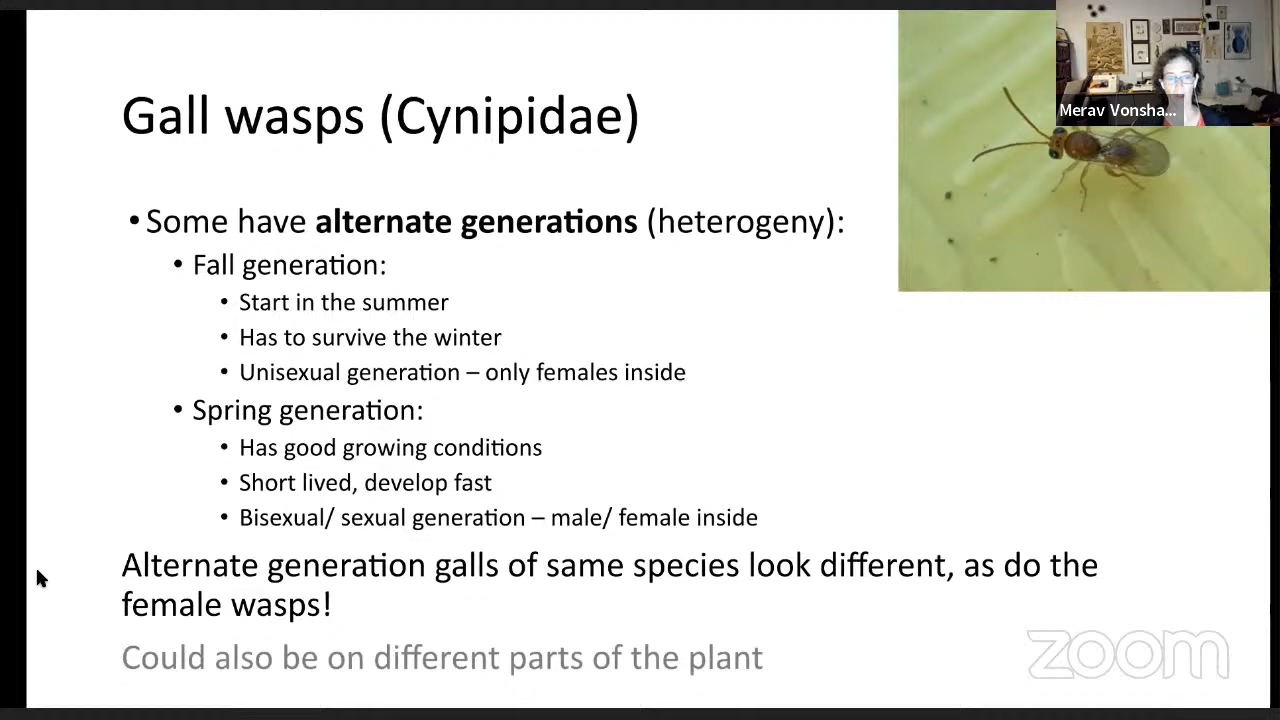 Gall wasps (Cynipidae)
Merav Vonsha...
• Some have alternate generations (heterogeny):
• Fall generation:
• Start in the summer
• Has to survive the winter
• Unisexual generation – only females inside
• Spring generation:
• Has good growing conditions
• Short lived, develop fast
• Bisexual/ sexual generation – male/ female inside
Alternate generation galls of same species look different, as do the
female wasps!
Could also be on different parts of the plant
zoom